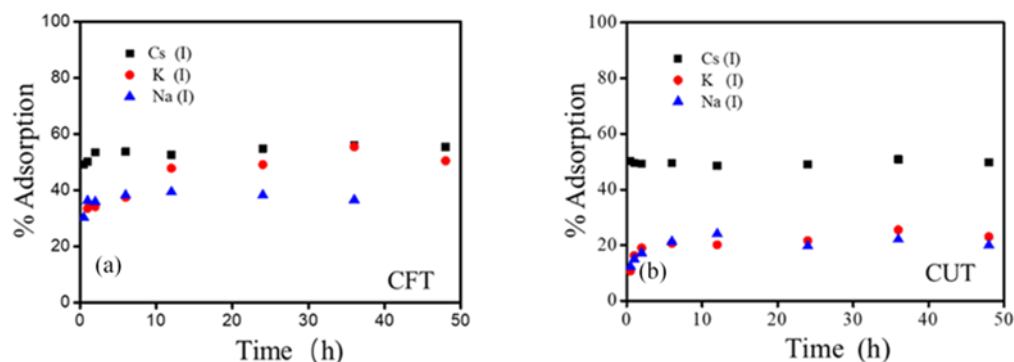 100
80
60
40
20
0
% Adsorption
Cs (I)
K (I)
Na (I)
(a)
CFT
0 10 20 30 40 50
Time (h)
100
80
60
40
20
0
% Adsorption
Cs (I)
K (I)
Na (I)
(b)
CUT
0 10 20 30 40 50
Time (h)